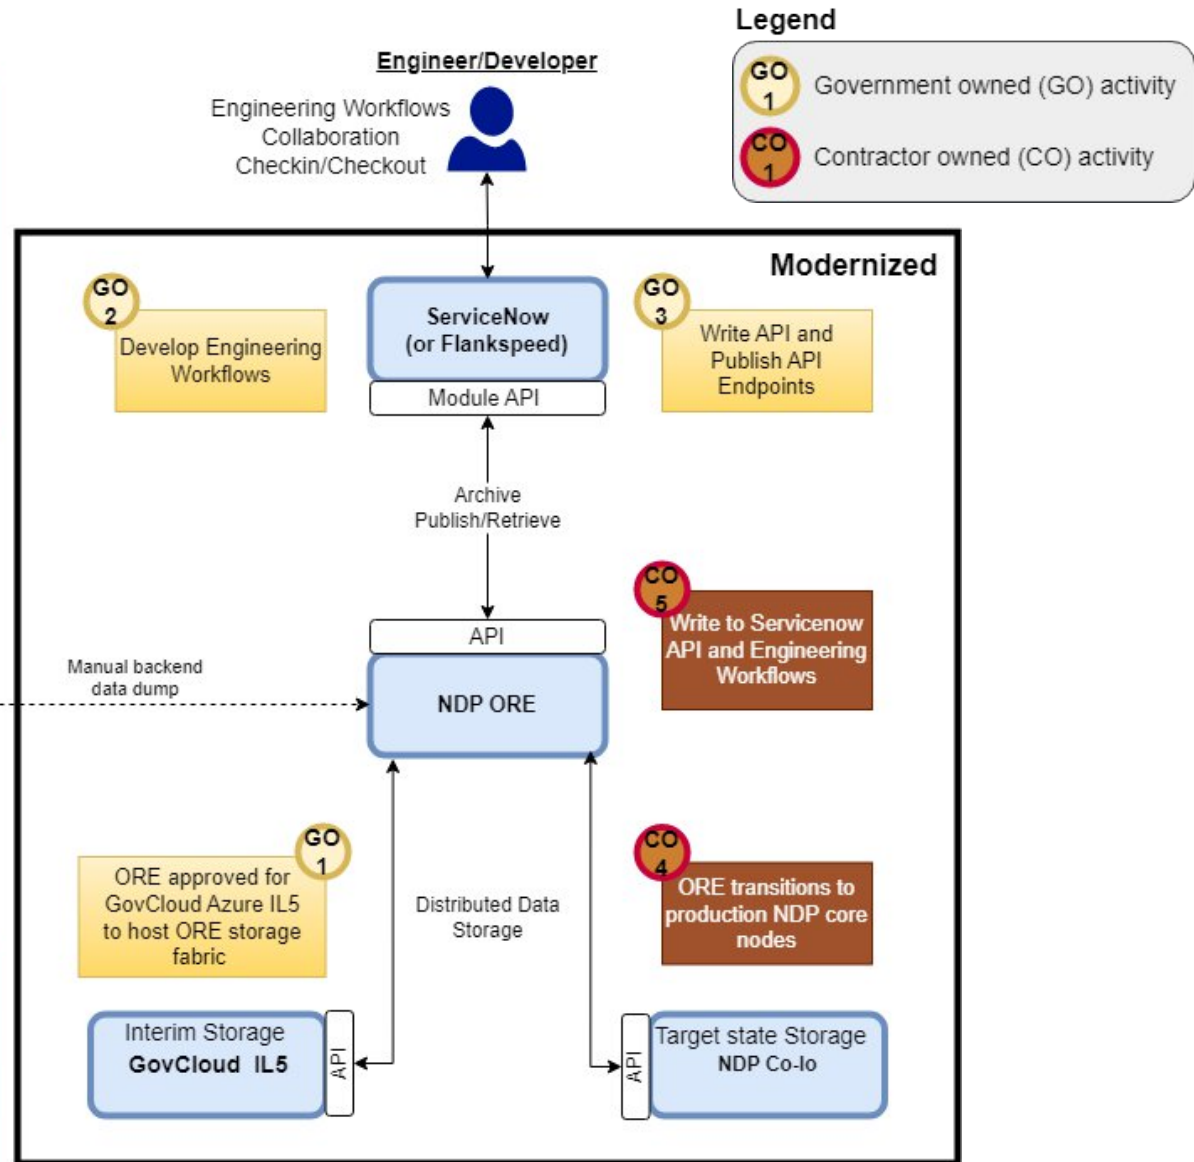 Legend
GO
1
Government owned (GO) activity
CO
1
Contractor owned (CO) activity
Engineer/Developer
Engineering Workflows
Collaboration
Checkin/Checkout
Modernized
GO
2
Develop Engineering
Workflows
ServiceNow
(or Flankspeed)
Module API
GO
3
Write API and
Publish API
Endpoints
Archive
Publish/Retrieve
CO
5
Write to Servicenow
API and Engineering
Workflows
API
NDP ORE
Manual backend
data dump
GO
1
ORE approved for
GovCloud Azure IL5
to host ORE storage
fabric
Distributed Data
Storage
CO
4
ORE transitions to
production NDP core
nodes
Interim Storage
GovCloud IL5
API
API
Target state Storage
NDP Co-lo